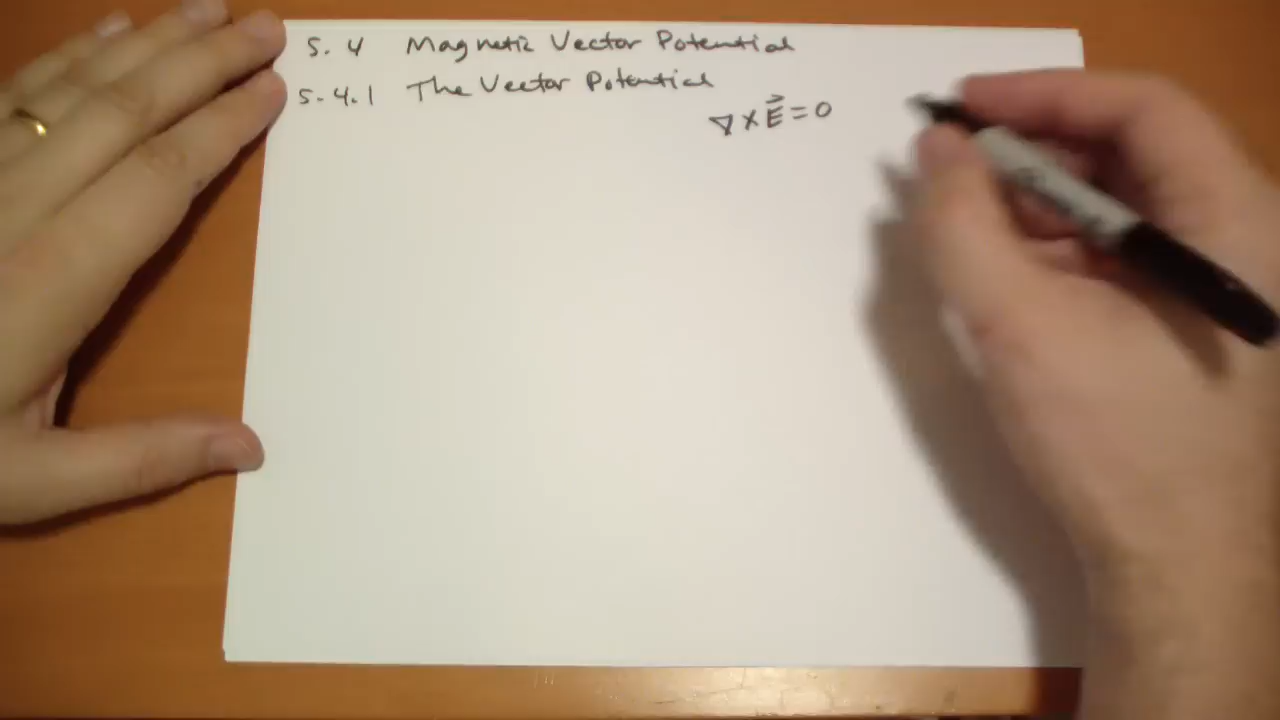 5.4 Magnetic Vector Potential
5.4.1 The Vector Potential
∇ × E⃗ = 0